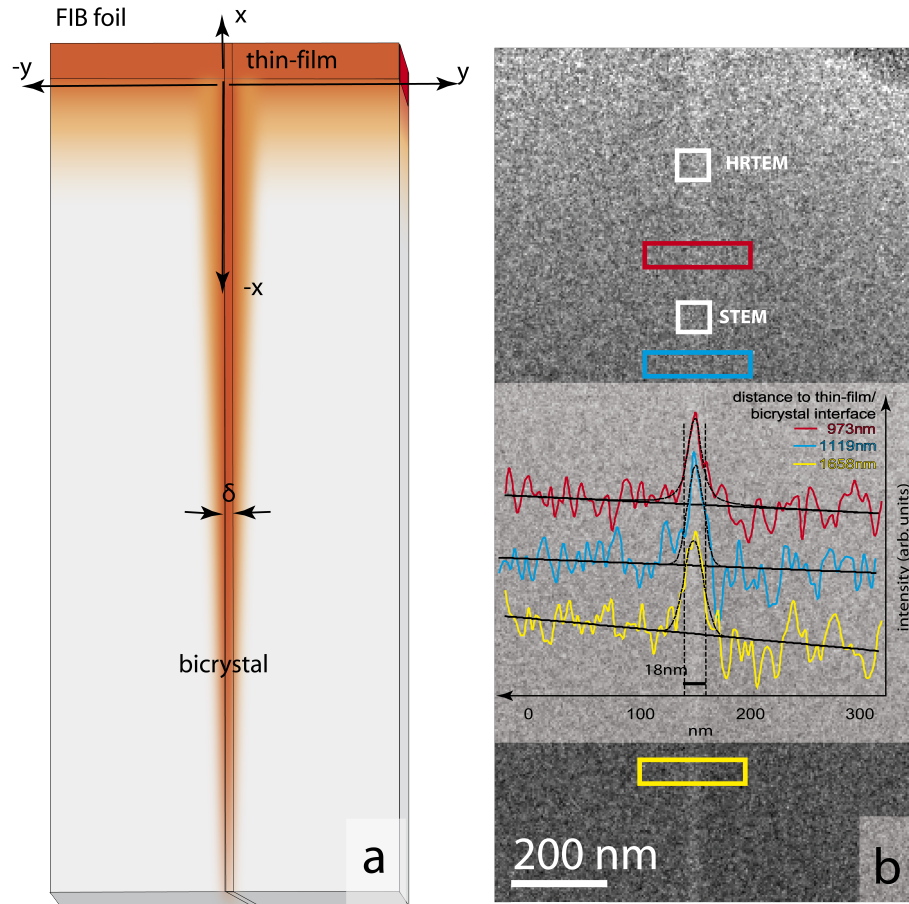 FIB foil
x
thin-film
-y
y
-x
δ
bicrystal
a
HRTEM
STEM
distance to thin-film/
bicrystal interface
973nm
1119nm
1658nm
intensity (arb. units)
18nm
0 100 200 300
nm
200 nm
b